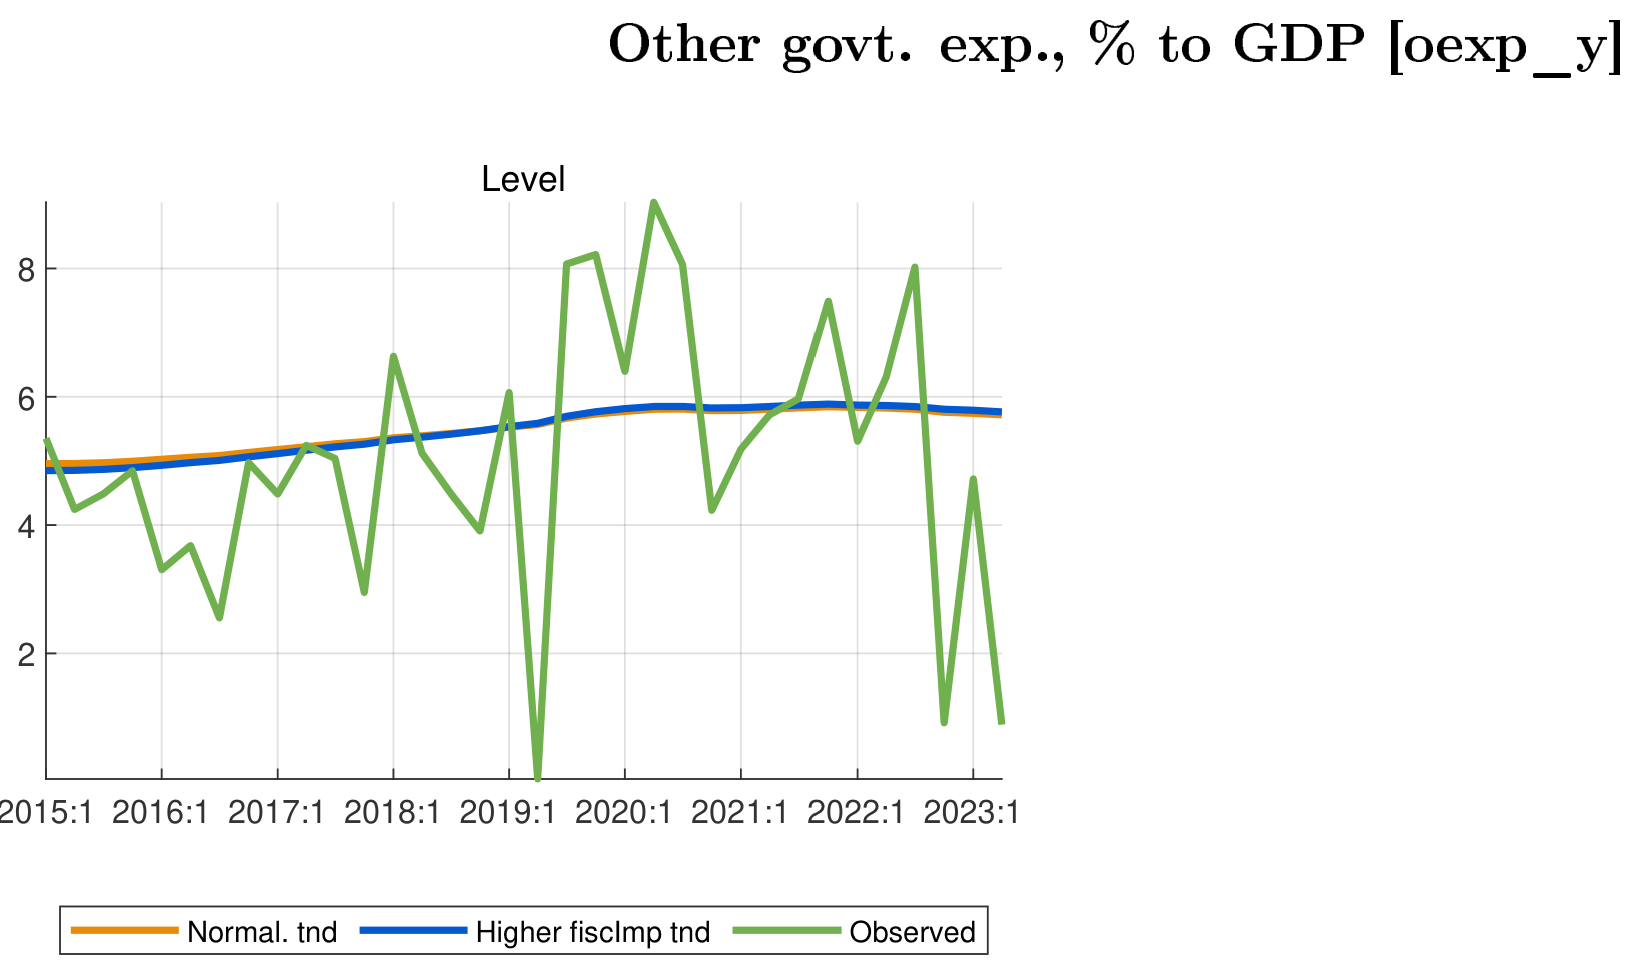 Other govt. exp., % to GDP [oexp_y]
Level
8
6
4
2
2015:1 2016:1 2017:1 2018:1 2019:1 2020:1 2021:1 2022:1 2023:1
Normal. tnd Higher fiscImp tnd Observed